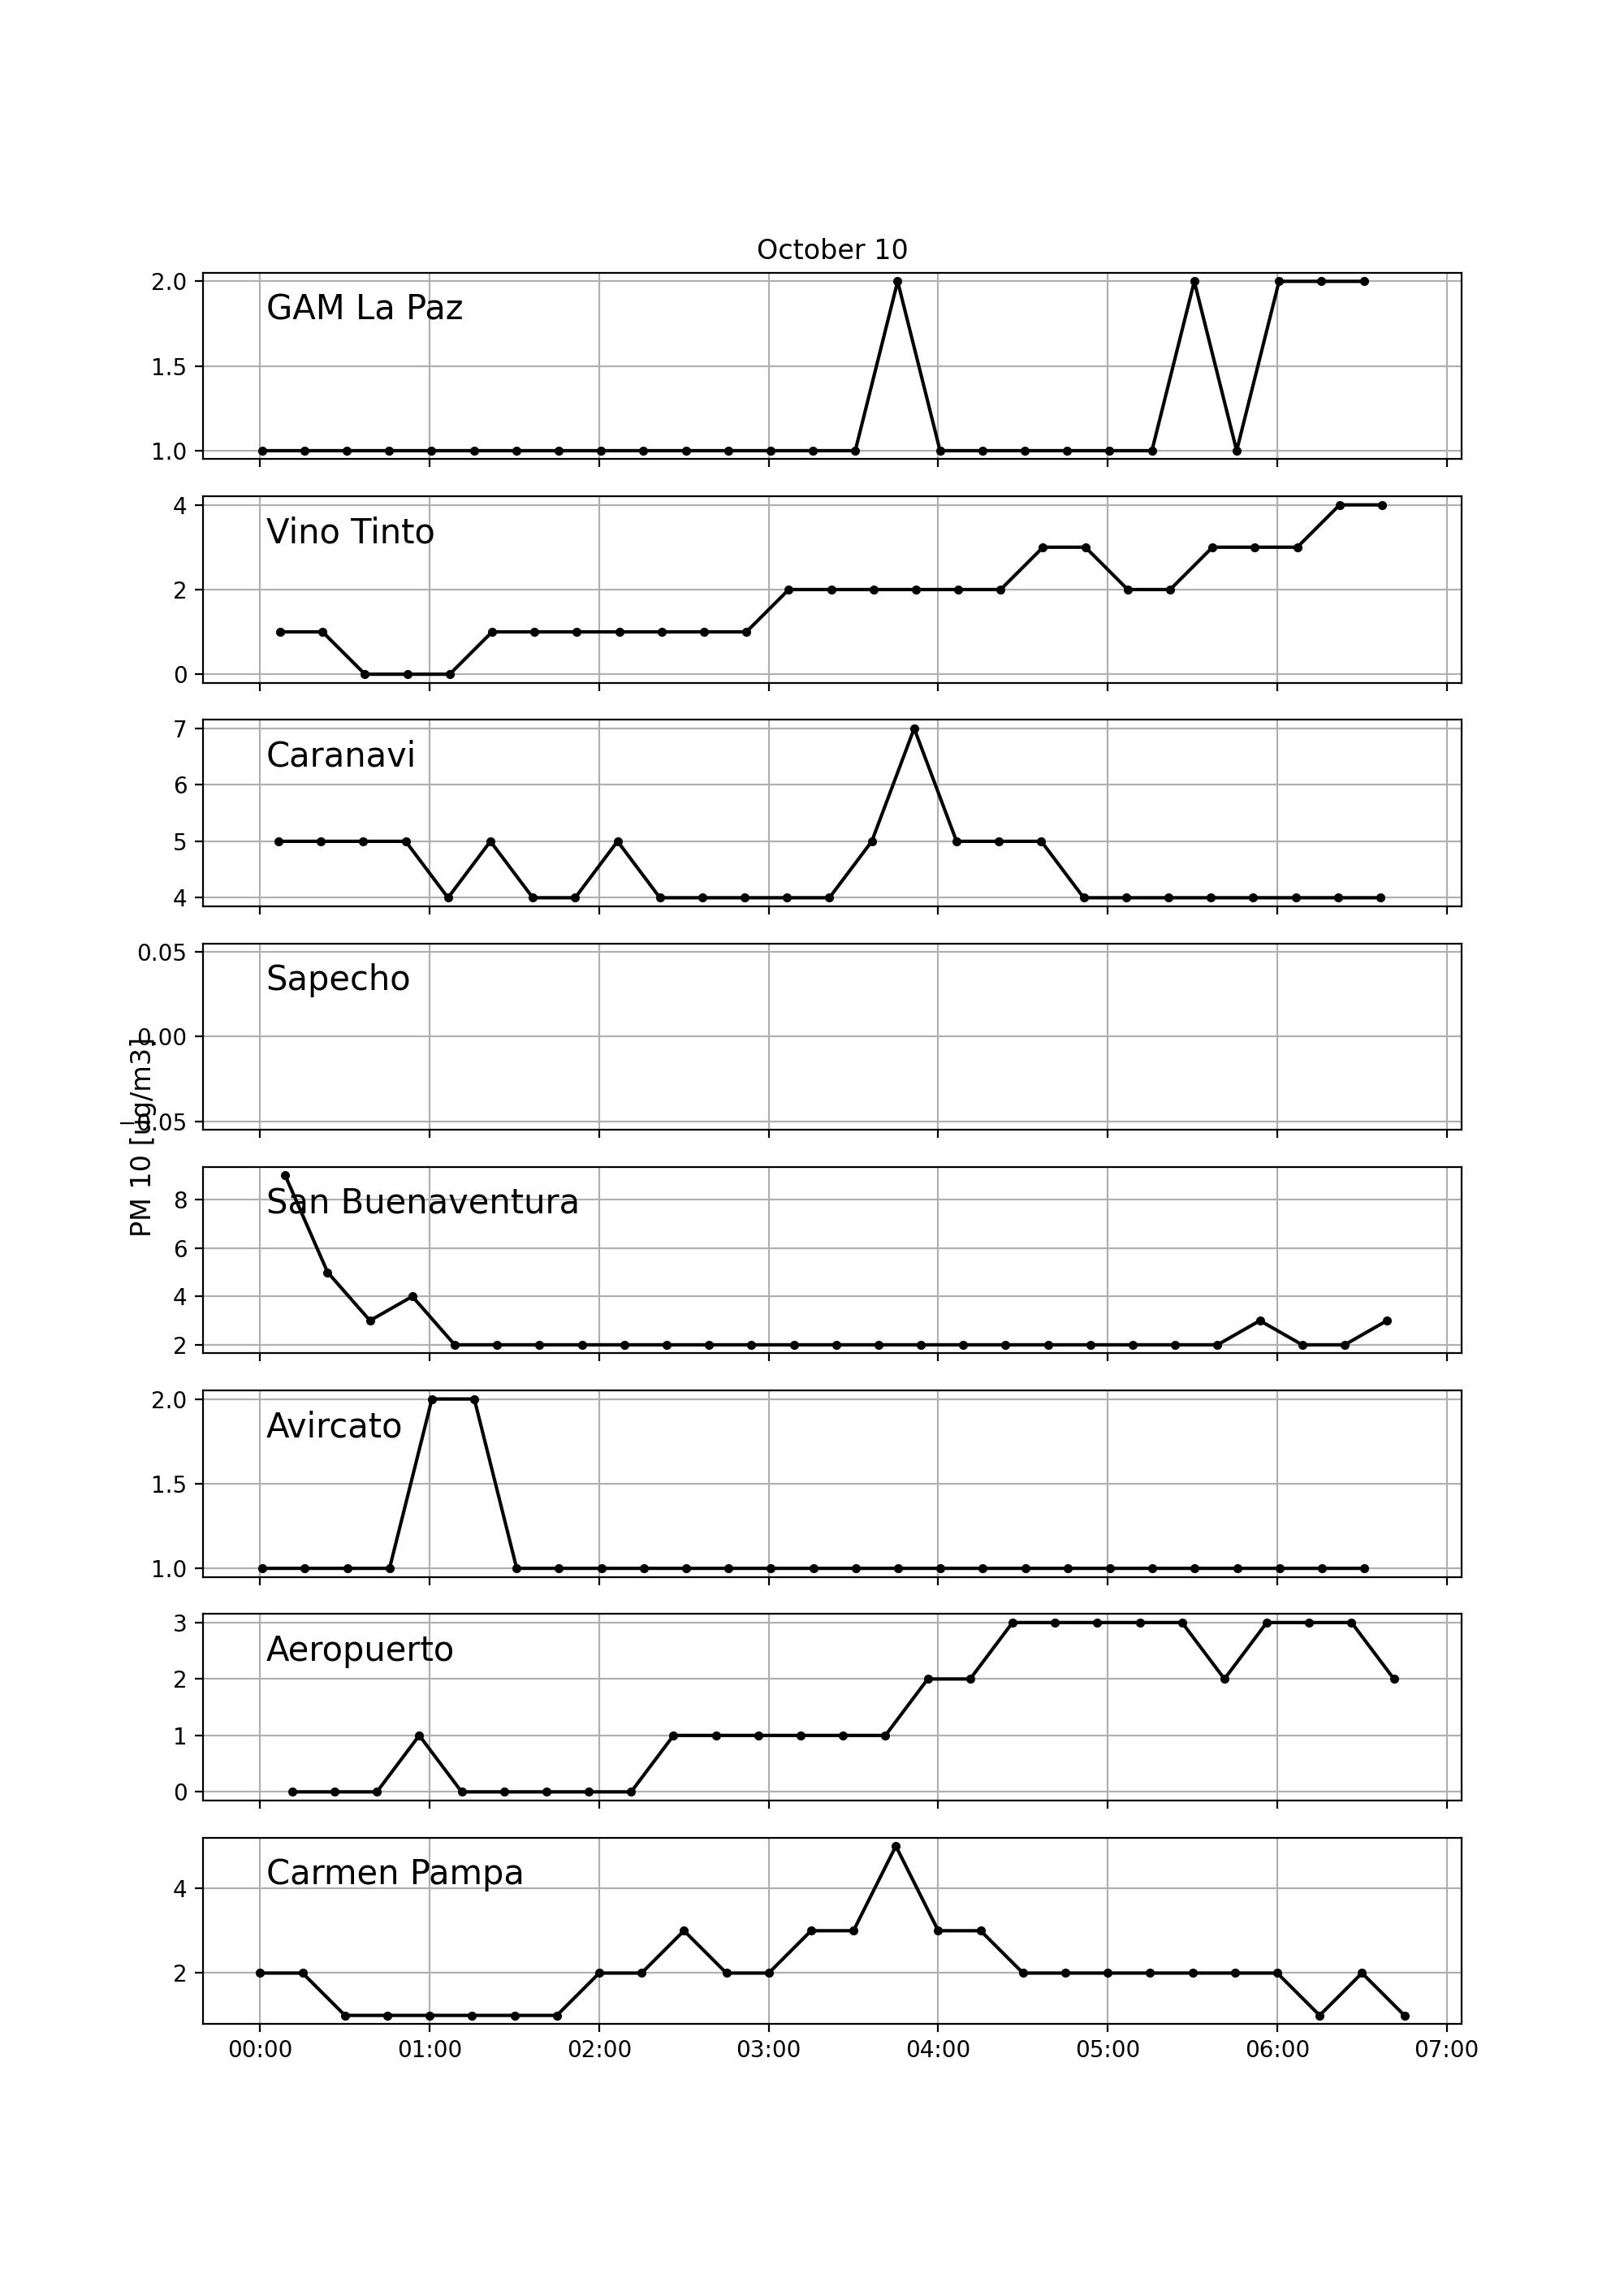 October 10
GAM La Paz
2.0
1.5
1.0
Vino Tinto
4
2
0
Caranavi
7
6
5
4
Sapecho
0.05
0.00
−0.05
PM 10 [ug/m3]
San Buenaventura
8
6
4
2
Avircato
2.0
1.5
1.0
Aeropuerto
3
2
1
0
Carmen Pampa
4
2
00:00 01:00 02:00 03:00 04:00 05:00 06:00 07:00